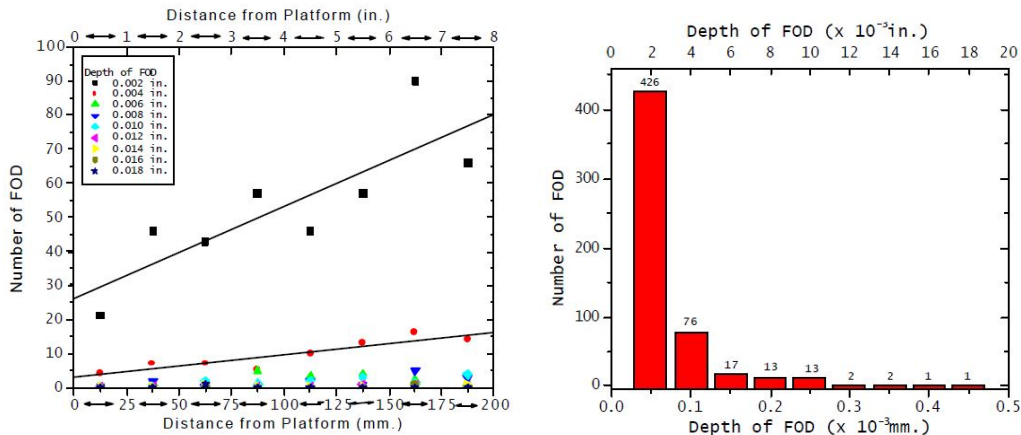 Distance from Platform (in.)
0 1 2 3 4 5 6 7 8
100
90
80
70
60
50
40
30
20
10
0
Number of FOD
Depth of FOD
0.002 in.
0.004 in.
0.006 in.
0.008 in.
0.010 in.
0.012 in.
0.014 in.
0.016 in.
0.018 in.
0 25 50 75 100 125 150 175 200
Distance from Platform (mm.)
Depth of FOD (x 10⁻³in.)
0 2 4 6 8 10 12 14 16 18 20
400
300
200
100
0
Number of FOD
426
76
17
13
13
2
2
1
1
0.0 0.1 0.2 0.3 0.4 0.5
Depth of FOD (x 10⁻³mm.)